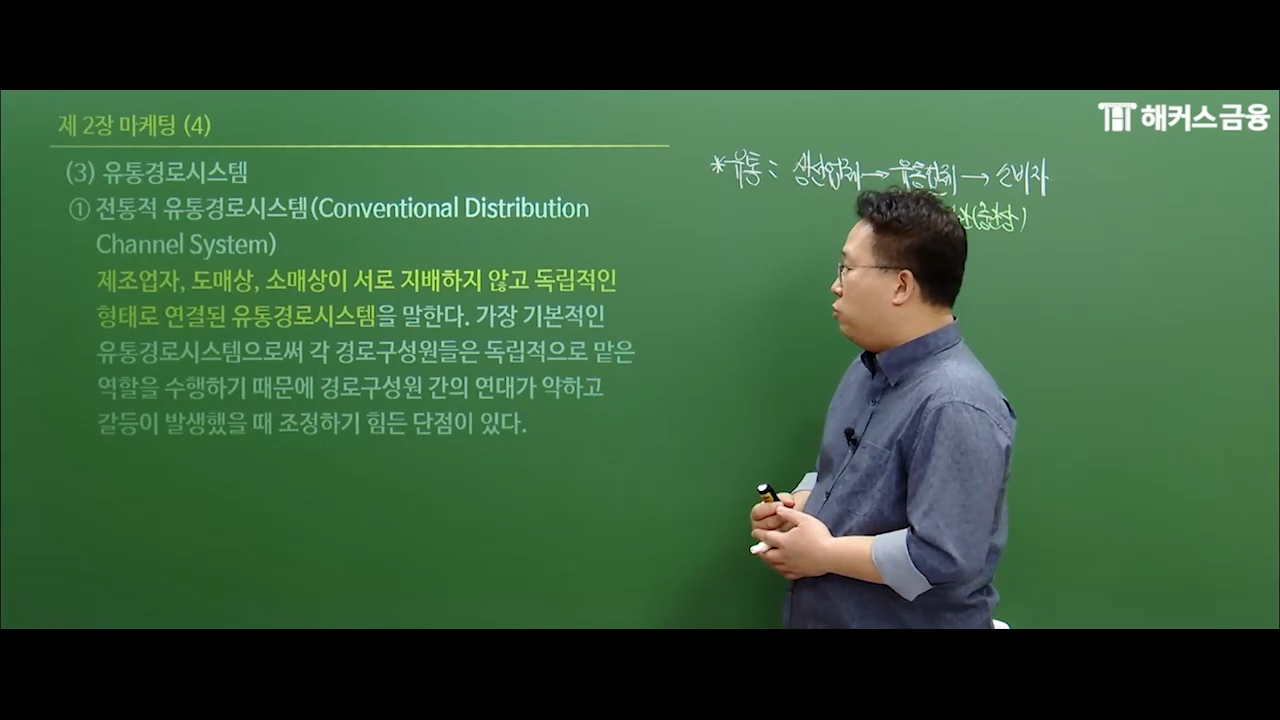 해커스금융
제 2장 마케팅 (4)
(3) 유통경로시스템
① 전통적 유통경로시스템(Conventional Distribution
Channel System)
제조업자, 도매상, 소매상이 서로 지배하지 않고 독립적인
형태로 연결된 유통경로시스템을 말한다. 가장 기본적인
유통경로시스템으로써 각 경로구성원들은 독립적으로 맡은
역할을 수행하기 때문에 경로구성원 간의 연대가 약하고
갈등이 발생했을 때 조정하기 힘든 단점이 있다.
*유통: 생산업체→유통업체→소비자
(중간상)